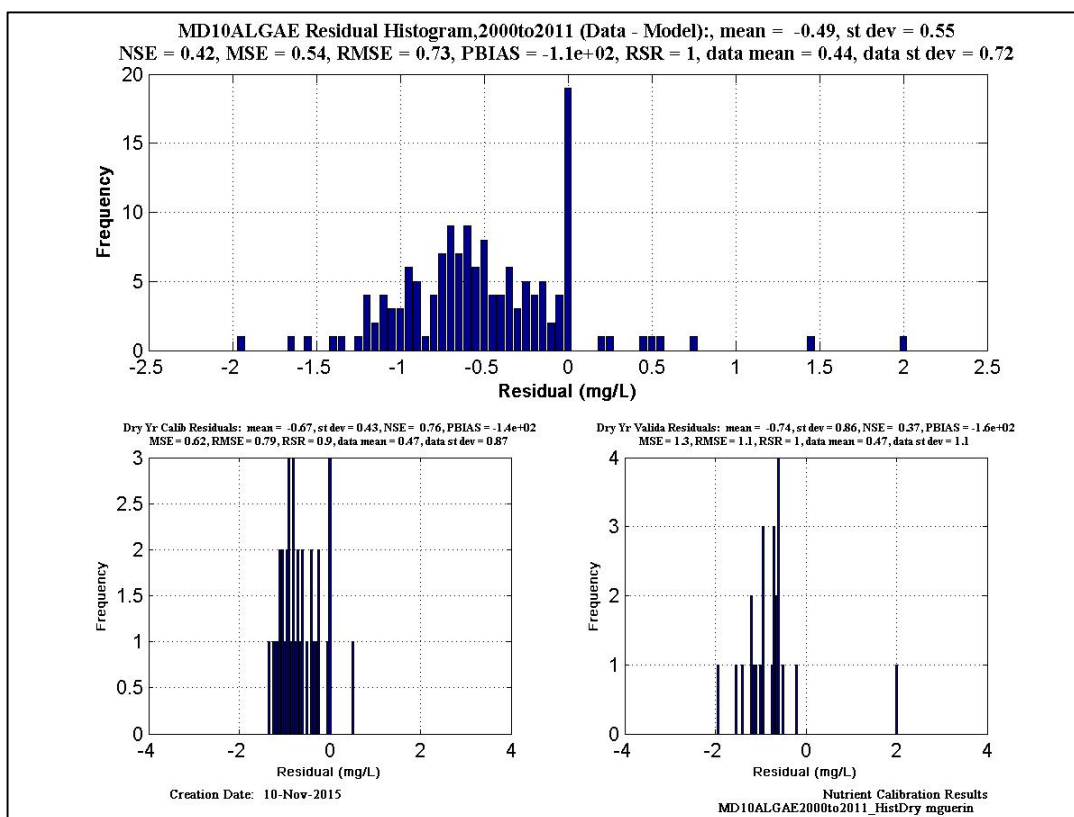 MD10ALGAE Residual Histogram,2000to2011 (Data - Model):, mean = -0.49, st dev = 0.55
NSE = 0.42, MSE = 0.54, RMSE = 0.73, PBIAS = -1.1e+02, RSR = 1, data mean = 0.44, data st dev = 0.72
20
15
10
5
0
Frequency
-2.5 -2 -1.5 -1 -0.5 0 0.5 1 1.5 2 2.5
Residual (mg/L)
Dry Yr Calib Residuals: mean = -0.67, st dev = 0.43, NSE = 0.76, PBIAS = -1.4e+02
MSE = 0.62, RMSE = 0.79, RSR = 0.9, data mean = 0.47, data st dev = 0.87
3
2.5
2
1.5
1
0.5
0
Frequency
-4 -2 0 2 4
Residual (mg/L)
Dry Yr Valida Residuals: mean = -0.74, st dev = 0.86, NSE = 0.37, PBIAS = -1.6e+02
MSE = 1.3, RMSE = 1.1, RSR = 1, data mean = 0.47, data st dev = 1.1
4
3
2
1
0
Frequency
-4 -2 0 2 4
Residual (mg/L)
Creation Date: 10-Nov-2015
Nutrient Calibration Results
MD10ALGAE2000to2011_HistDry mguerin